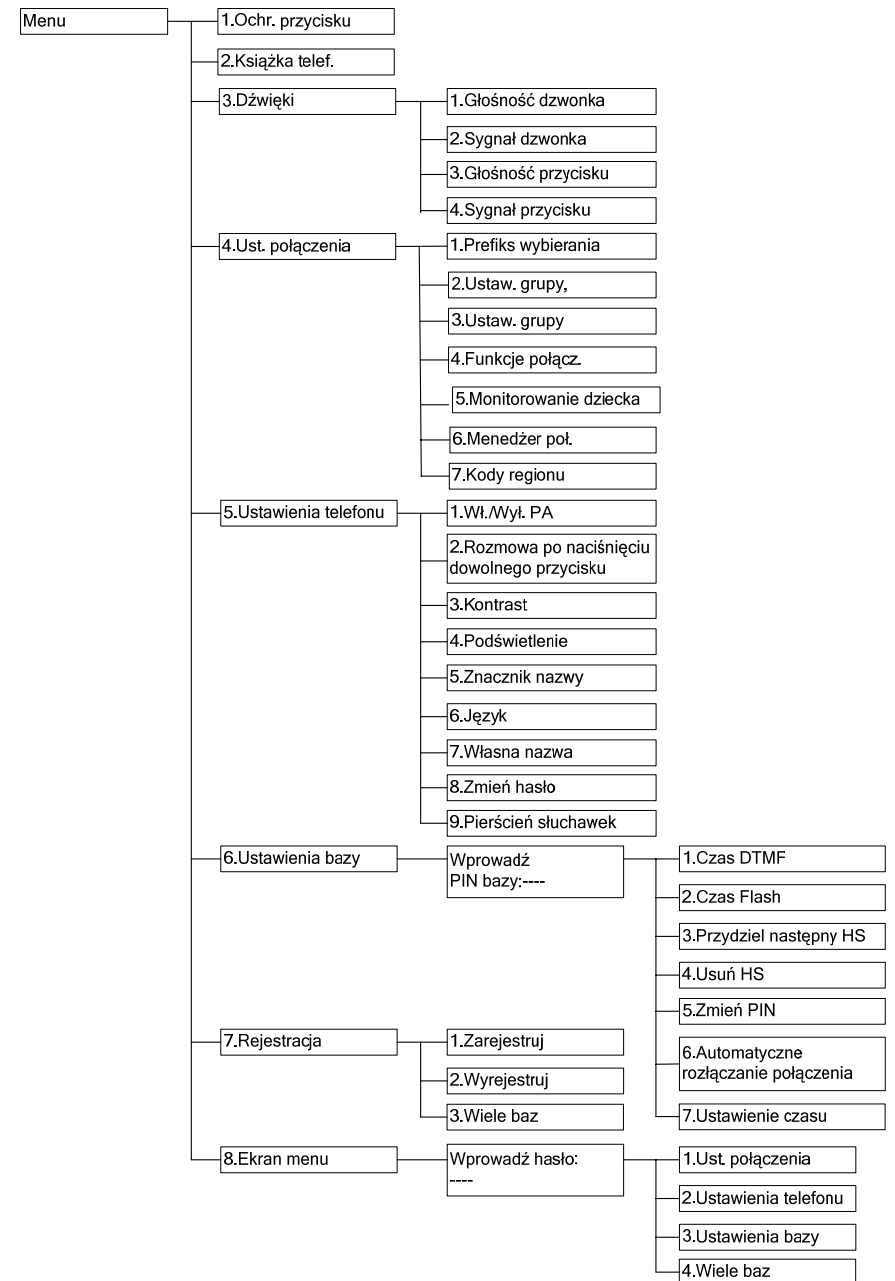 Menu
1.Ochr. przycisku
2.Książka telef.
3.Dźwięki
1.Głośność dzwonka
2.Sygnał dzwonka
3.Głośność przycisku
4.Sygnał przycisku
4.Ust. połączenia
1.Prefiks wybierania
2.Ustaw. grupy,
3.Ustaw. grupy
4.Funkcje połącz.
5.Monitorowanie dziecka
6.Menedżer poł.
7.Kody regionu
5.Ustawienia telefonu
1.Wł./Wył. PA
2.Rozmowa po naciśnięciu
dowolnego przycisku
3.Kontrast
4.Podświetlenie
5.Znacznik nazwy
6.Język
7.Własna nazwa
8.Zmień hasło
9.Pierścień słuchawek
6.Ustawienia bazy
Wprowadź
PIN bazy:----
1.Czas DTMF
2.Czas Flash
3.Przydziel następny HS
4.Usuń HS
5.Zmień PIN
6.Automatyczne
rozłączanie połączenia
7.Ustawienie czasu
7.Rejestracja
1.Zarejestruj
2.Wyrejestruj
3.Wiele baz
8.Ekran menu
Wprowadź hasło:
----
1.Ust. połączenia
2.Ustawienia telefonu
3.Ustawienia bazy
4.Wiele baz